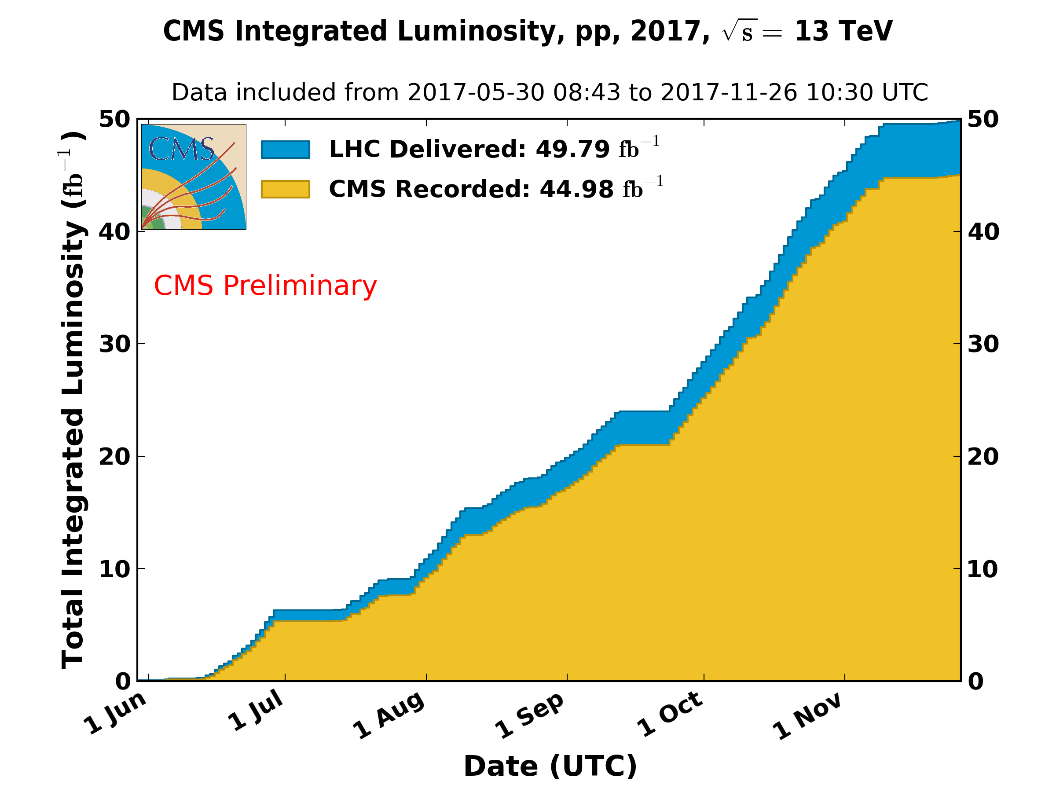 CMS Integrated Luminosity, pp, 2017, √s = 13 TeV
Data included from 2017-05-30 08:43 to 2017-11-26 10:30 UTC
CMS
LHC Delivered: 49.79 fb⁻¹
CMS Recorded: 44.98 fb⁻¹
CMS Preliminary
Total Integrated Luminosity (fb⁻¹)
50 50
40 40
30 30
20 20
10 10
0 0
1 Jun 1 Jul 1 Aug 1 Sep 1 Oct 1 Nov
Date (UTC)